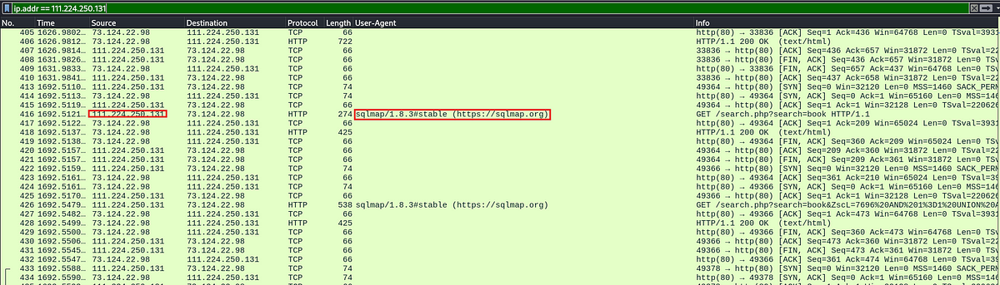 ip.addr == 111.224.250.131
No. Time Source Destination Protocol Length User-Agent Info
405 1626.9802… 73.124.22.98 111.224.250.131 TCP 66 http(80) → 33836 [ACK] Seq=1 Ack=436 Win=64768 Len=0 TSval=3931
406 1626.9812… 73.124.22.98 111.224.250.131 HTTP 722 HTTP/1.1 200 OK (text/html)
407 1626.9814… 111.224.250.131 73.124.22.98 TCP 66 33836 → http(80) [ACK] Seq=436 Ack=657 Win=31872 Len=0 TSval=22
408 1631.9826… 111.224.250.131 73.124.22.98 TCP 66 33836 → http(80) [FIN, ACK] Seq=436 Ack=657 Win=31872 Len=0 TS
409 1631.9833… 73.124.22.98 111.224.250.131 TCP 66 http(80) → 33836 [FIN, ACK] Seq=657 Ack=437 Win=64768 Len=0 TS
410 1631.9841… 111.224.250.131 73.124.22.98 TCP 66 33836 → http(80) [ACK] Seq=437 Ack=658 Win=31872 Len=0 TSval=22
413 1692.5110… 111.224.250.131 73.124.22.98 TCP 74 49364 → http(80) [SYN] Seq=0 Win=32120 Len=0 MSS=1460 SACK_PERM
414 1692.5113… 73.124.22.98 111.224.250.131 TCP 74 http(80) → 49364 [SYN, ACK] Seq=0 Ack=1 Win=65160 Len=0 MSS=146
415 1692.5119… 111.224.250.131 73.124.22.98 TCP 66 49364 → http(80) [ACK] Seq=1 Ack=1 Win=32128 Len=0 TSval=220626
416 1692.5121… 111.224.250.131 73.124.22.98 HTTP 274 sqlmap/1.8.3#stable (https://sqlmap.org) GET /search.php?search=book HTTP/1.1
417 1692.5122… 73.124.22.98 111.224.250.131 TCP 66 http(80) → 49364 [ACK] Seq=1 Ack=209 Win=65024 Len=0 TSval=3931
418 1692.5137… 73.124.22.98 111.224.250.131 HTTP 425 HTTP/1.1 200 OK (text/html)
419 1692.5138… 73.124.22.98 111.224.250.131 TCP 66 http(80) → 49364 [FIN, ACK] Seq=360 Ack=209 Win=65024 Len=0 TS
420 1692.5157… 111.224.250.131 73.124.22.98 TCP 66 49364 → http(80) [ACK] Seq=209 Ack=360 Win=31872 Len=0 TSval=22
421 1692.5157… 111.224.250.131 73.124.22.98 TCP 66 49364 → http(80) [FIN, ACK] Seq=209 Ack=361 Win=31872 Len=0 TS
422 1692.5159… 111.224.250.131 73.124.22.98 TCP 74 49366 → http(80) [SYN] Seq=0 Win=32120 Len=0 MSS=1460 SACK_PERM
423 1692.5161… 73.124.22.98 111.224.250.131 TCP 66 http(80) → 49364 [ACK] Seq=361 Ack=210 Win=65024 Len=0 TSval=39
424 1692.5161… 73.124.22.98 111.224.250.131 TCP 74 http(80) → 49366 [SYN, ACK] Seq=0 Ack=1 Win=65160 Len=0 MSS=146
425 1692.5170… 111.224.250.131 73.124.22.98 TCP 66 49366 → http(80) [ACK] Seq=1 Ack=1 Win=32128 Len=0 TSval=220626
426 1692.5479… 111.224.250.131 73.124.22.98 HTTP 538 sqlmap/1.8.3#stable (https://sqlmap.org) GET /search.php?search=book&ZscL=7696%20AND%201%3D1%20UNION%20A
427 1692.5482… 73.124.22.98 111.224.250.131 TCP 66 http(80) → 49366 [ACK] Seq=1 Ack=473 Win=64768 Len=0 TSval=3931
428 1692.5499… 73.124.22.98 111.224.250.131 HTTP 425 HTTP/1.1 200 OK (text/html)
429 1692.5500… 73.124.22.98 111.224.250.131 TCP 66 http(80) → 49366 [FIN, ACK] Seq=360 Ack=473 Win=64768 Len=0 TS
430 1692.5506… 111.224.250.131 73.124.22.98 TCP 66 49366 → http(80) [ACK] Seq=473 Ack=360 Win=31872 Len=0 TSval=22
431 1692.5545… 111.224.250.131 73.124.22.98 TCP 66 49366 → http(80) [FIN, ACK] Seq=473 Ack=361 Win=31872 Len=0 TS
432 1692.5547… 73.124.22.98 111.224.250.131 TCP 66 http(80) → 49366 [ACK] Seq=361 Ack=474 Win=64768 Len=0 TSval=39
433 1692.5588… 111.224.250.131 73.124.22.98 TCP 74 49378 → http(80) [SYN] Seq=0 Win=32120 Len=0 MSS=1460 SACK_PERM
434 1692.5590… 73.124.22.98 111.224.250.131 TCP 74 http(80) → 49378 [SYN, ACK] Seq=0 Ack=1 Win=65160 Len=0 MSS=146